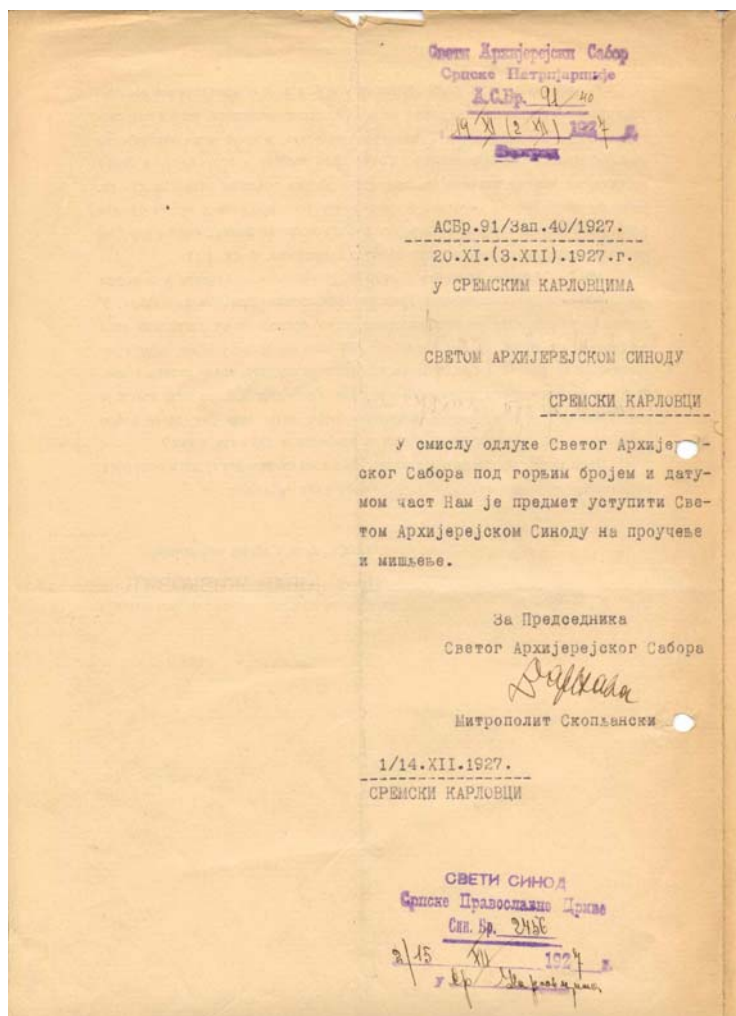 Свети Архијерејски Сабор
Српске Патријаршије
А.С.Бр. 91/40
19 XI (2 XII) 1927 г.
АСБр.91/Зап.40/1927.
20.XI.(3.XII).1927.г.
у СРЕМСКИМ КАРЛОВЦИМА
СВЕТОМ АРХИЈЕРЕЈСКОМ СИНОДУ
СРЕМСКИ КАРЛОВЦИ
У смислу одлуке Светог Архијереј-
ског Сабора под горњим бројем и дату-
мом част Нам је предмет уступити Све-
том Архијерејском Синоду на проучење
и мишљење.
За Председника
Светог Архијерејског Сабора
Варнава
Митрополит Скопљански
1/14.XII.1927.
СРЕМСКИ КАРЛОВЦИ
СВЕТИ СИНОД
Српске Православне Цркве
Син. Бр. 2456
2/15 XII 1927 г.
у Ср Карловцима